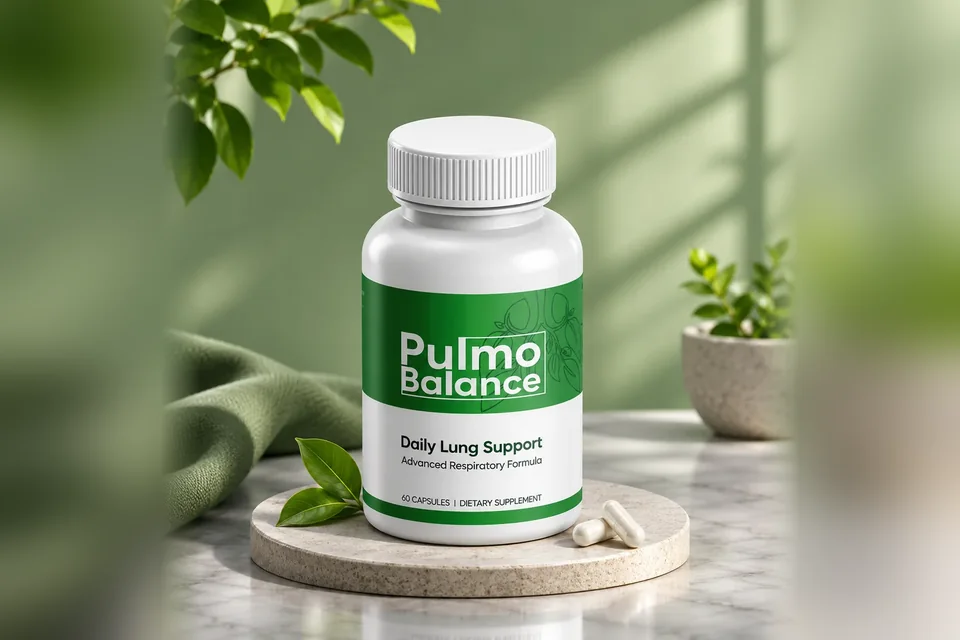 Pulmo
Balance
Daily Lung Support
Advanced Respiratory Formula
60 CAPSULES | DIETARY SUPPLEMENT